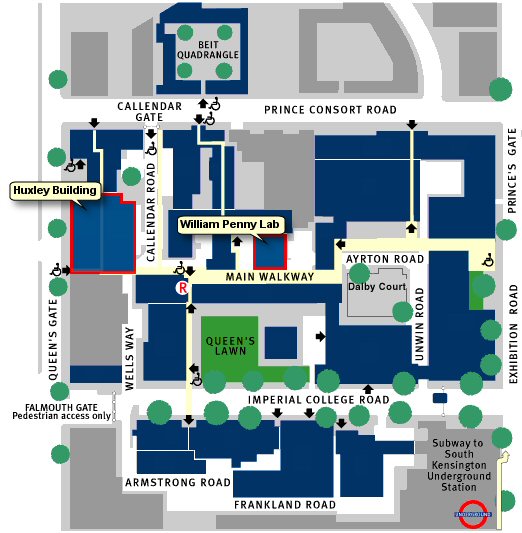 BEIT
QUADRANGLE
CALLENDAR
GATE
PRINCE CONSORT ROAD
PRINCE'S GATE
Huxley Building
CALLENDAR ROAD
William Penny Lab
AYRTON ROAD
MAIN WALKWAY
R
Dalby Court
QUEEN'S GATE
WELLS WAY
QUEEN'S
LAWN
UNWIN ROAD
EXHIBITION ROAD
IMPERIAL COLLEGE ROAD
FALMOUTH GATE
Pedestrian access only
Subway to
South
Kensington
Underground
Station
ARMSTRONG ROAD
FRANKLAND ROAD
UNDERGROUND